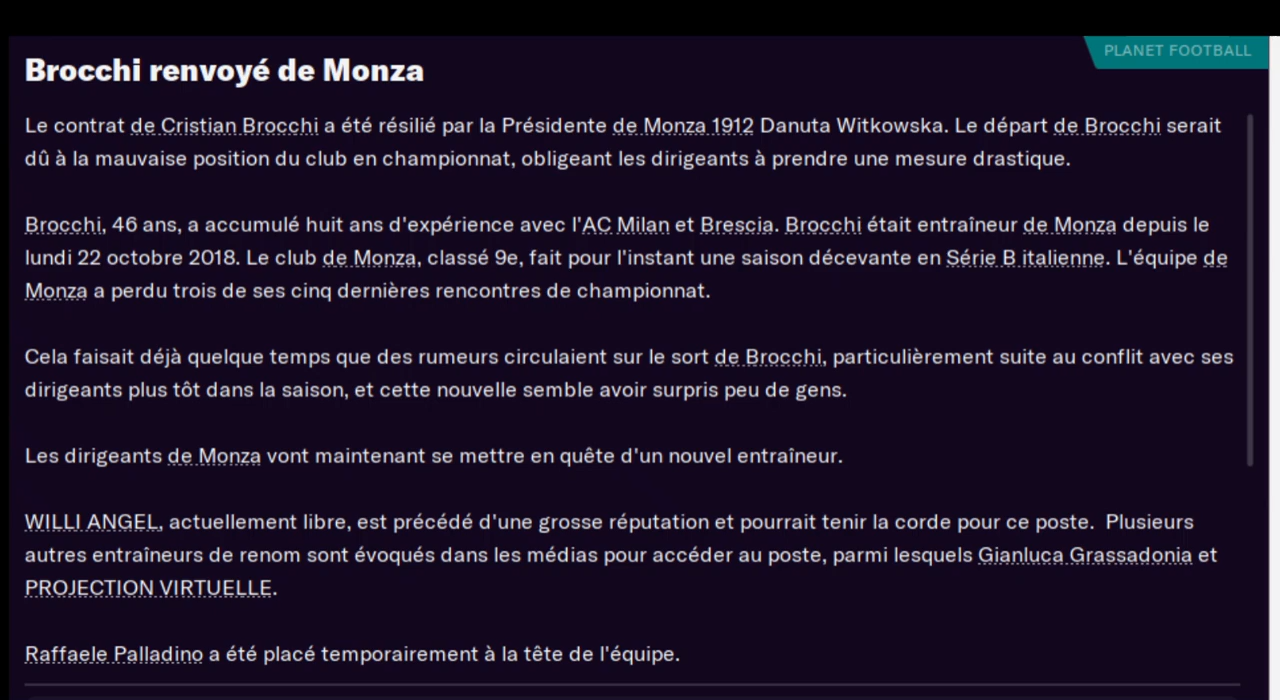 PLANET FOOTBALL
Brocchi renvoyé de Monza
Le contrat de Cristian Brocchi a été résilié par la Présidente de Monza 1912 Danuta Witkowska. Le départ de Brocchi serait
dû à la mauvaise position du club en championnat, obligeant les dirigeants à prendre une mesure drastique.
Brocchi, 46 ans, a accumulé huit ans d'expérience avec l'AC Milan et Brescia. Brocchi était entraîneur de Monza depuis le
lundi 22 octobre 2018. Le club de Monza, classé 9e, fait pour l'instant une saison décevante en Série B italienne. L'équipe de
Monza a perdu trois de ses cinq dernières rencontres de championnat.
Cela faisait déjà quelque temps que des rumeurs circulaient sur le sort de Brocchi, particulièrement suite au conflit avec ses
dirigeants plus tôt dans la saison, et cette nouvelle semble avoir surpris peu de gens.
Les dirigeants de Monza vont maintenant se mettre en quête d'un nouvel entraîneur.
WILLI ANGEL, actuellement libre, est précédé d'une grosse réputation et pourrait tenir la corde pour ce poste.  Plusieurs
autres entraîneurs de renom sont évoqués dans les médias pour accéder au poste, parmi lesquels Gianluca Grassadonia et
PROJECTION VIRTUELLE.
Raffaele Palladino a été placé temporairement à la tête de l'équipe.